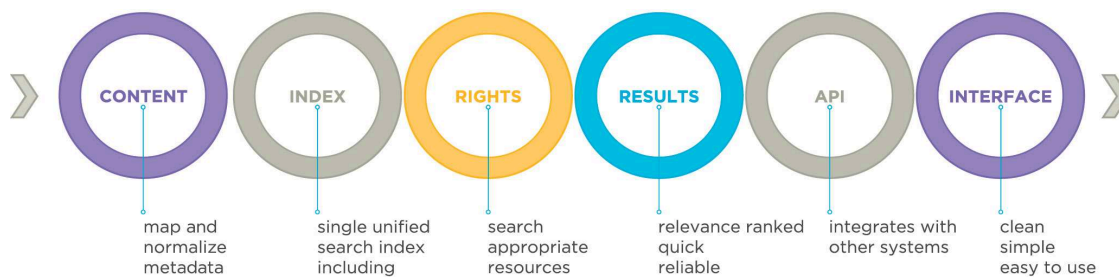 CONTENT
INDEX
RIGHTS
RESULTS
API
INTERFACE
map and
normalize
metadata
single unified
search index
including
search
appropriate
resources
relevance ranked
quick
reliable
integrates with
other systems
clean
simple
easy to use